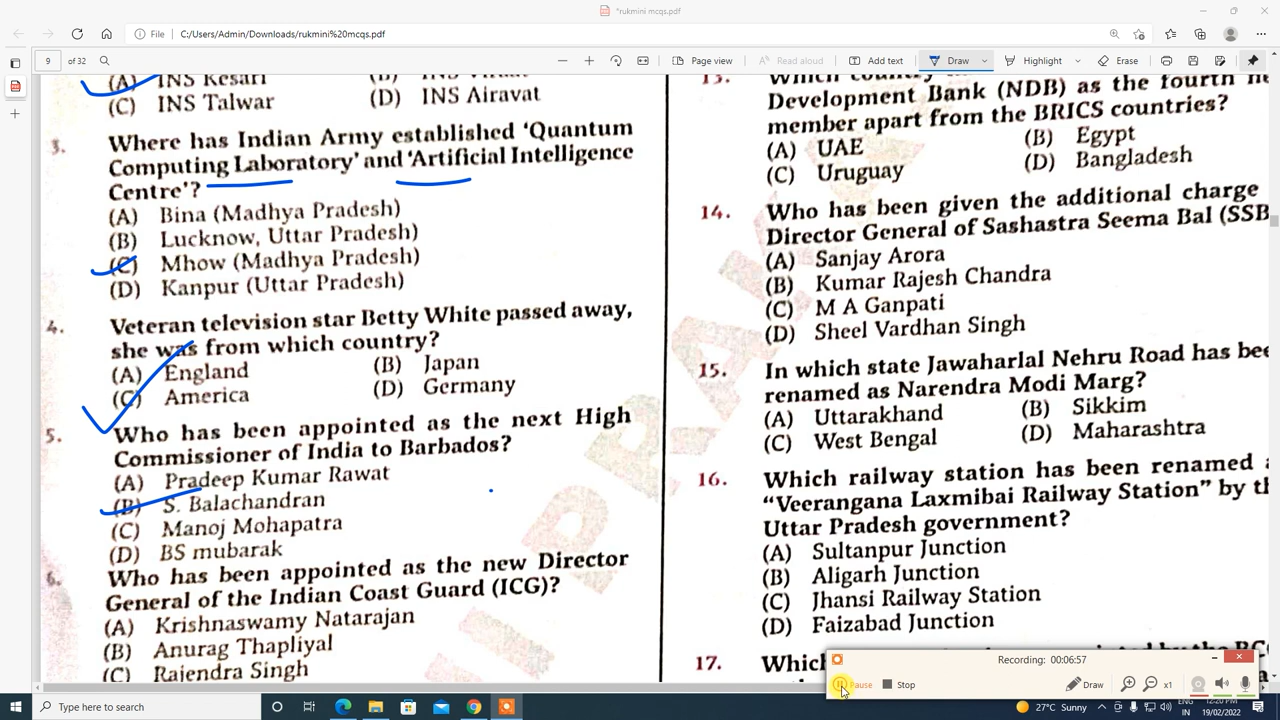 *rukmini mcqs.pdf
File C:/Users/Admin/Downloads/rukmini%20mcqs.pdf
9 of 32
Page view
Read aloud
Add text
Draw
Highlight
Erase
(A) INS Kesari
(C) INS Talwar (D) INS Airavat
3. Where has Indian Army established 'Quantum
Computing Laboratory' and 'Artificial Intelligence
Centre'?
(A) Bina (Madhya Pradesh)
(B) Lucknow, Uttar Pradesh)
(C) Mhow (Madhya Pradesh)
(D) Kanpur (Uttar Pradesh)
4. Veteran television star Betty White passed away,
she was from which country?
(A) England (B) Japan
(C) America (D) Germany
5. Who has been appointed as the next High
Commissioner of India to Barbados?
(A) Pradeep Kumar Rawat
(B) S. Balachandran
(C) Manoj Mohapatra
(D) BS mubarak
6. Who has been appointed as the new Director
General of the Indian Coast Guard (ICG)?
(A) Krishnaswamy Natarajan
(B) Anurag Thapliyal
(C) Rajendra Singh
13. Which country
Development Bank (NDB) as the fourth
member apart from the BRICS countries?
(A) UAE (B) Egypt
(C) Uruguay (D) Bangladesh
14. Who has been given the additional charge
Director General of Sashastra Seema Bal (SSB
(A) Sanjay Arora
(B) Kumar Rajesh Chandra
(C) M A Ganpati
(D) Sheel Vardhan Singh
15. In which state Jawaharlal Nehru Road has bee
renamed as Narendra Modi Marg?
(A) Uttarakhand (B) Sikkim
(C) West Bengal (D) Maharashtra
16. Which railway station has been renamed a
"Veerangana Laxmibai Railway Station" by th
Uttar Pradesh government?
(A) Sultanpur Junction
(B) Aligarh Junction
(C) Jhansi Railway Station
(D) Faizabad Junction
17. Which
Recording: 00:06:57
Pause
Stop
Draw
x1
Type here to search
27°C Sunny
ENG
IN
12:20 PM
19/02/2022